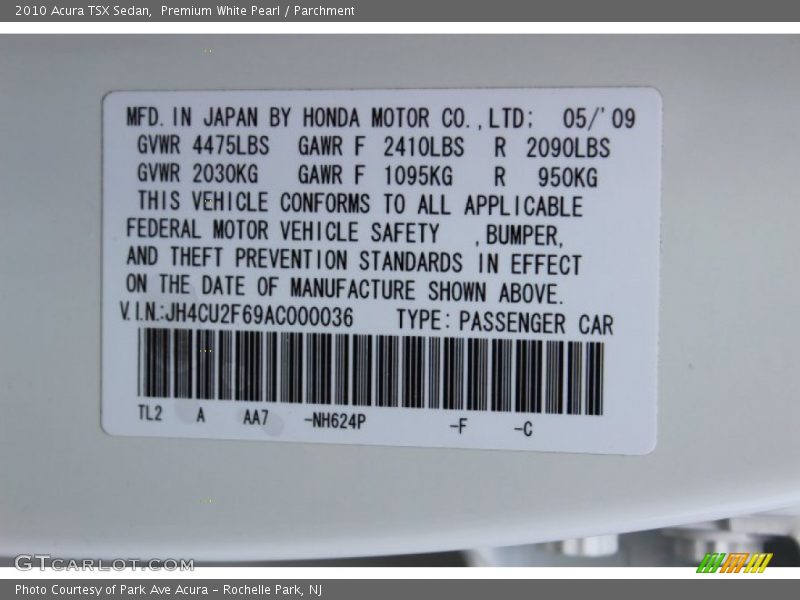 2010 Acura TSX Sedan, Premium White Pearl / Parchment
MFD. IN JAPAN BY HONDA MOTOR CO., LTD: 05/'09
GVWR 4475LBS GAWR F 2410LBS R 2090LBS
GVWR 2030KG GAWR F 1095KG R 950KG
THIS VEHICLE CONFORMS TO ALL APPLICABLE
FEDERAL MOTOR VEHICLE SAFETY , BUMPER,
AND THEFT PREVENTION STANDARDS IN EFFECT
ON THE DATE OF MANUFACTURE SHOWN ABOVE.
V.I.N.:JH4CU2F69AC000036 TYPE: PASSENGER CAR
TL2 A AA7 -NH624P -F -C
GTCARLOT.COM
Photo Courtesy of Park Ave Acura - Rochelle Park, NJ